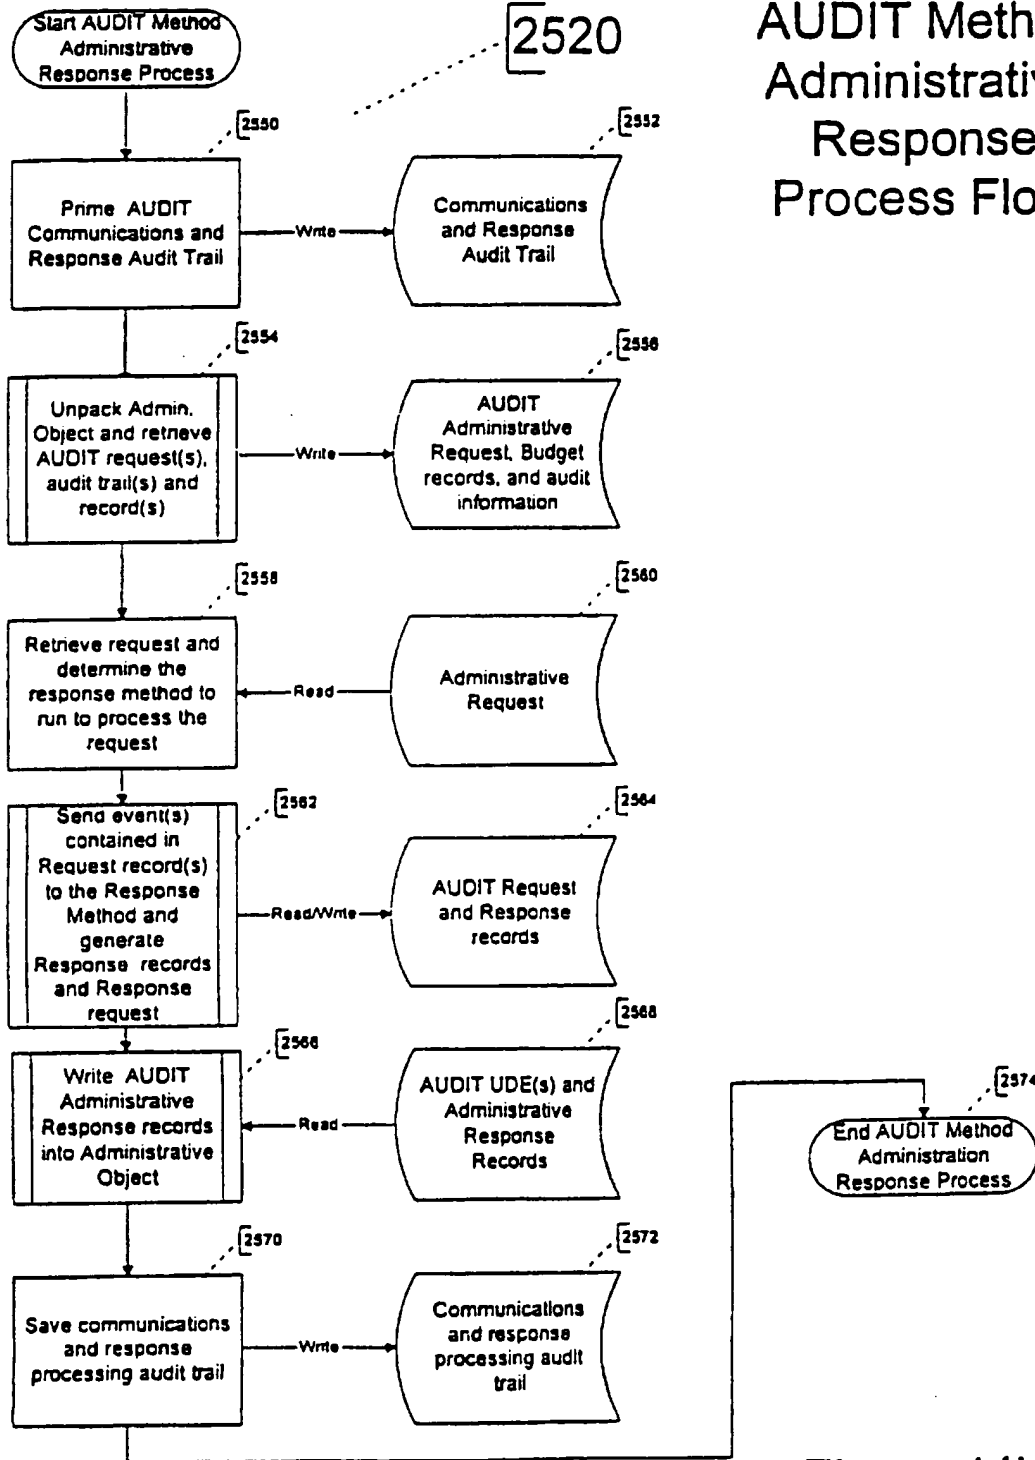 Start AUDIT Method
Administrative
Response Process
2520
AUDIT Meth
Administrativ
Response
Process Flo
2550
Prime AUDIT
Communications and
Response Audit Trail
Write
2552
Communications
and Response
Audit Trail
2554
Unpack Admin.
Object and retrieve
AUDIT request(s),
audit trail(s) and
record(s)
Write
2556
AUDIT
Administrative
Request, Budget
records, and audit
information
2558
Retrieve request and
determine the
response method to
run to process the
request
Read
2560
Administrative
Request
2562
Send event(s)
contained in
Request record(s)
to the Response
Method and
generate
Response records
and Response
request
Read/Write
2564
AUDIT Request
and Response
records
2566
Write AUDIT
Administrative
Response records
into Administrative
Object
Read
2568
AUDIT UDE(s) and
Administrative
Response
Records
2570
Save communications
and response
processing audit trail
Write
2572
Communications
and response
processing audit
trail
2574
End AUDIT Method
Administration
Response Process